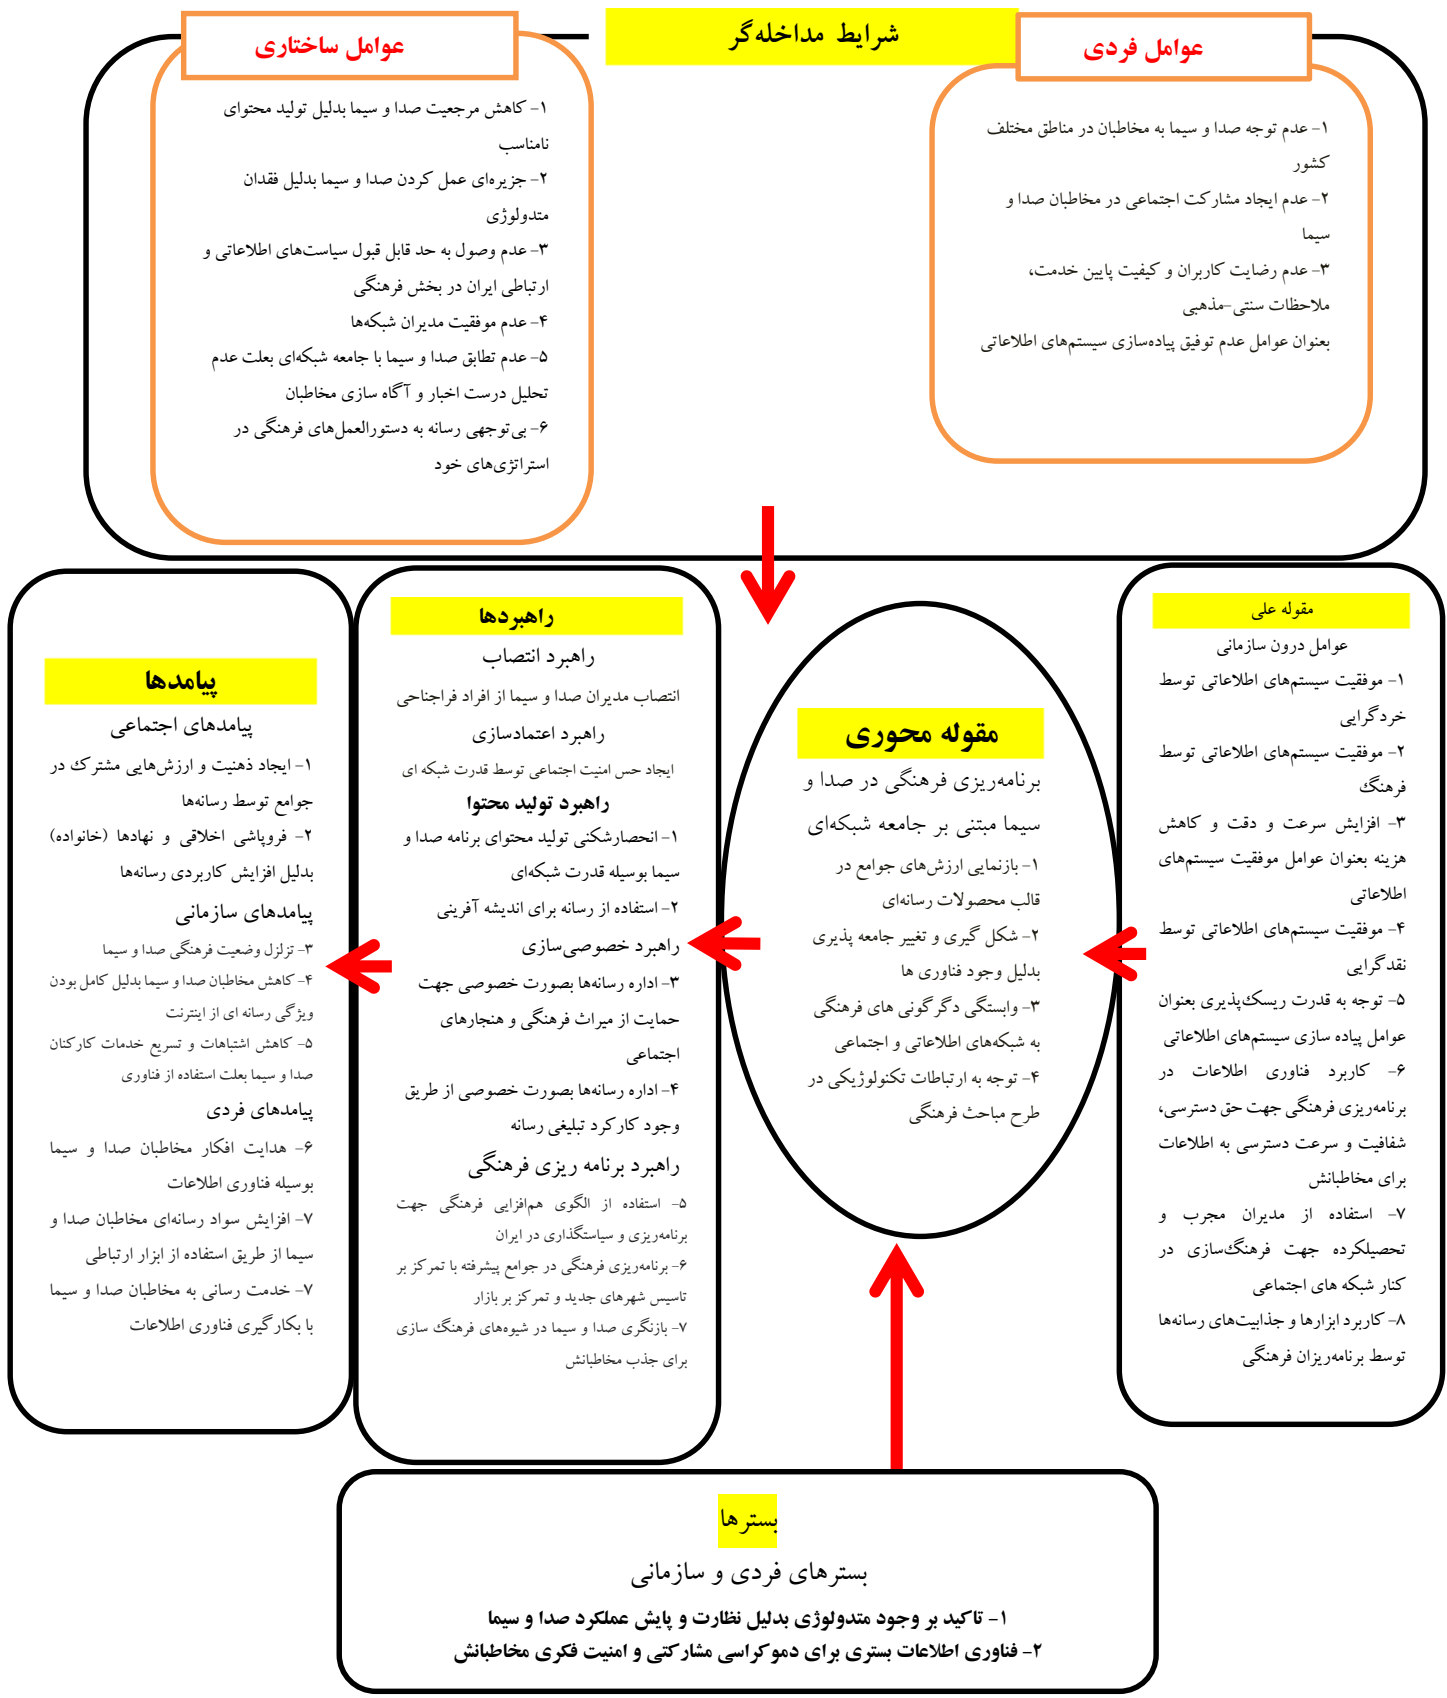 شرایط مداخله‌گر
عوامل فردی
۱- عدم توجه صدا و سیما به مخاطبان در مناطق مختلف
کشور
۲- عدم ایجاد مشارکت اجتماعی در مخاطبان صدا و
سیما
۳- عدم رضایت کاربران و کیفیت پایین خدمت،
ملاحظات سنتی-مذهبی
بعنوان عوامل عدم توفیق پیاده‌سازی سیستم‌های اطلاعاتی
عوامل ساختاری
۱- کاهش مرجعیت صدا و سیما بدلیل تولید محتوای
نامناسب
۲- جزیره‌ای عمل کردن صدا و سیما بدلیل فقدان
متدولوژی
۳- عدم وصول به حد قابل قبول سیاست‌های اطلاعاتی و
ارتباطی ایران در بخش فرهنگی
۴- عدم موفقیت مدیران شبکه‌ها
۵- عدم تطابق صدا و سیما با جامعه شبکه‌ای بعلت عدم
تحلیل درست اخبار و آگاه سازی مخاطبان
۶- بی‌توجهی رسانه به دستورالعمل‌های فرهنگی در
استراتژی‌های خود
مقوله علی
عوامل درون سازمانی
۱- موفقیت سیستم‌های اطلاعاتی توسط
خردگرایی
۲- موفقیت سیستم‌های اطلاعاتی توسط
فرهنگ
۳- افزایش سرعت و دقت و کاهش
هزینه بعنوان عوامل موفقیت سیستم‌های
اطلاعاتی
۴- موفقیت سیستم‌های اطلاعاتی توسط
نقدگرایی
۵- توجه به قدرت ریسک‌پذیری بعنوان
عوامل پیاده سازی سیستم‌های اطلاعاتی
۶- کاربرد فناوری اطلاعات در
برنامه‌ریزی فرهنگی جهت حق دسترسی،
شفافیت و سرعت دسترسی به اطلاعات
برای مخاطبانش
۷- استفاده از مدیران مجرب و
تحصیلکرده جهت فرهنگ‌سازی در
کنار شبکه های اجتماعی
۸- کاربرد ابزارها و جذابیت‌های رسانه‌ها
توسط برنامه‌ریزان فرهنگی
مقوله محوری
برنامه‌ریزی فرهنگی در صدا و
سیما مبتنی بر جامعه شبکه‌ای
۱- بازنمایی ارزش‌های جوامع در
قالب محصولات رسانه‌ای
۲- شکل گیری و تغییر جامعه پذیری
بدلیل وجود فناوری ها
۳- وابستگی دگرگونی های فرهنگی
به شبکه‌های اطلاعاتی و اجتماعی
۴- توجه به ارتباطات تکنولوژیکی در
طرح مباحث فرهنگی
راهبردها
راهبرد انتصاب
انتصاب مدیران صدا و سیما از افراد فراجناحی
راهبرد اعتمادسازی
ایجاد حس امنیت اجتماعی توسط قدرت شبکه ای
راهبرد تولید محتوا
۱- انحصارشکنی تولید محتوای برنامه صدا و
سیما بوسیله قدرت شبکه‌ای
۲- استفاده از رسانه برای اندیشه آفرینی
راهبرد خصوصی‌سازی
۳- اداره رسانه‌ها بصورت خصوصی جهت
حمایت از میراث فرهنگی و هنجارهای
اجتماعی
۴- اداره رسانه‌ها بصورت خصوصی از طریق
وجود کارکرد تبلیغی رسانه
راهبرد برنامه ریزی فرهنگی
۵- استفاده از الگوی هم‌افزایی فرهنگی جهت
برنامه‌ریزی و سیاستگذاری در ایران
۶- برنامه‌ریزی فرهنگی در جوامع پیشرفته با تمرکز بر
تاسیس شهرهای جدید و تمرکز بر بازار
۷- بازنگری صدا و سیما در شیوه‌های فرهنگ سازی
برای جذب مخاطبانش
پیامدها
پیامدهای اجتماعی
۱- ایجاد ذهنیت و ارزش‌هایی مشترک در
جوامع توسط رسانه‌ها
۲- فروپاشی اخلاقی و نهادها (خانواده)
بدلیل افزایش کاربردی رسانه‌ها
پیامدهای سازمانی
۳- تزلزل وضعیت فرهنگی صدا و سیما
۴- کاهش مخاطبان صدا و سیما بدلیل کامل بودن
ویژگی رسانه ای از اینترنت
۵- کاهش اشتباهات و تسریع خدمات کارکنان
صدا و سیما بعلت استفاده از فناوری
پیامدهای فردی
۶- هدایت افکار مخاطبان صدا و سیما
بوسیله فناوری اطلاعات
۷- افزایش سواد رسانه‌ای مخاطبان صدا و
سیما از طریق استفاده از ابزار ارتباطی
۷- خدمت رسانی به مخاطبان صدا و سیما
با بکارگیری فناوری اطلاعات
بسترها
بسترهای فردی و سازمانی
۱- تاکید بر وجود متدولوژی بدلیل نظارت و پایش عملکرد صدا و سیما
۲- فناوری اطلاعات بستری برای دموکراسی مشارکتی و امنیت فکری مخاطبانش